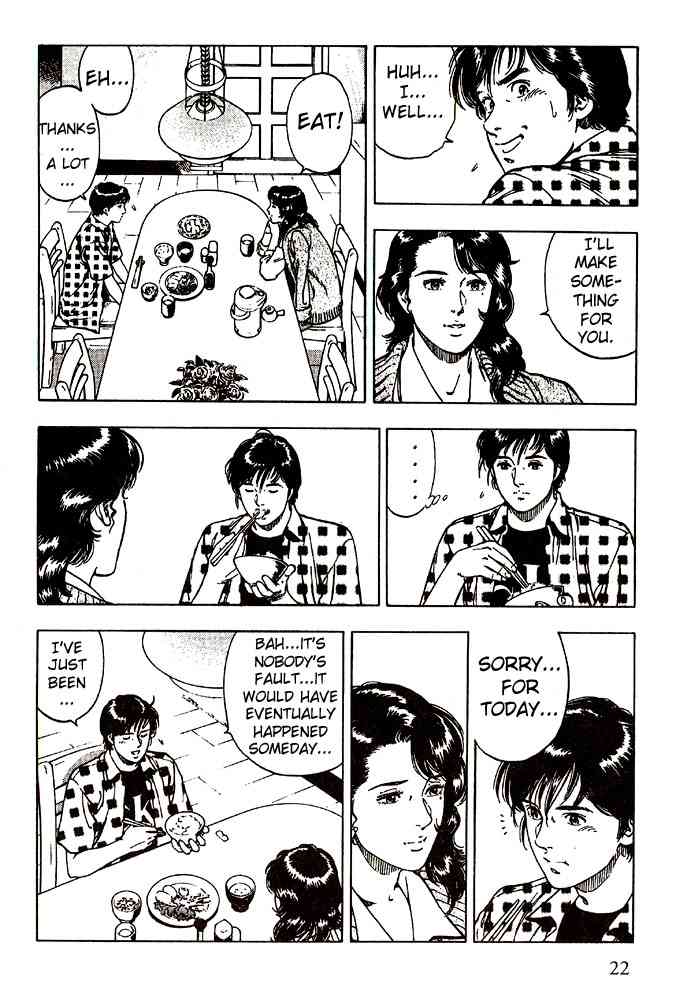 HUH...
I...
WELL...
I'LL
MAKE
SOME-
THING
FOR
YOU.
EAT!
EH...
THANKS
...
A LOT
...
....
SORRY...
FOR
TODAY...
BAH...IT'S
NOBODY'S
FAULT...IT
WOULD HAVE
EVENTUALLY
HAPPENED
SOMEDAY...
I'VE
JUST
BEEN
...
K
22